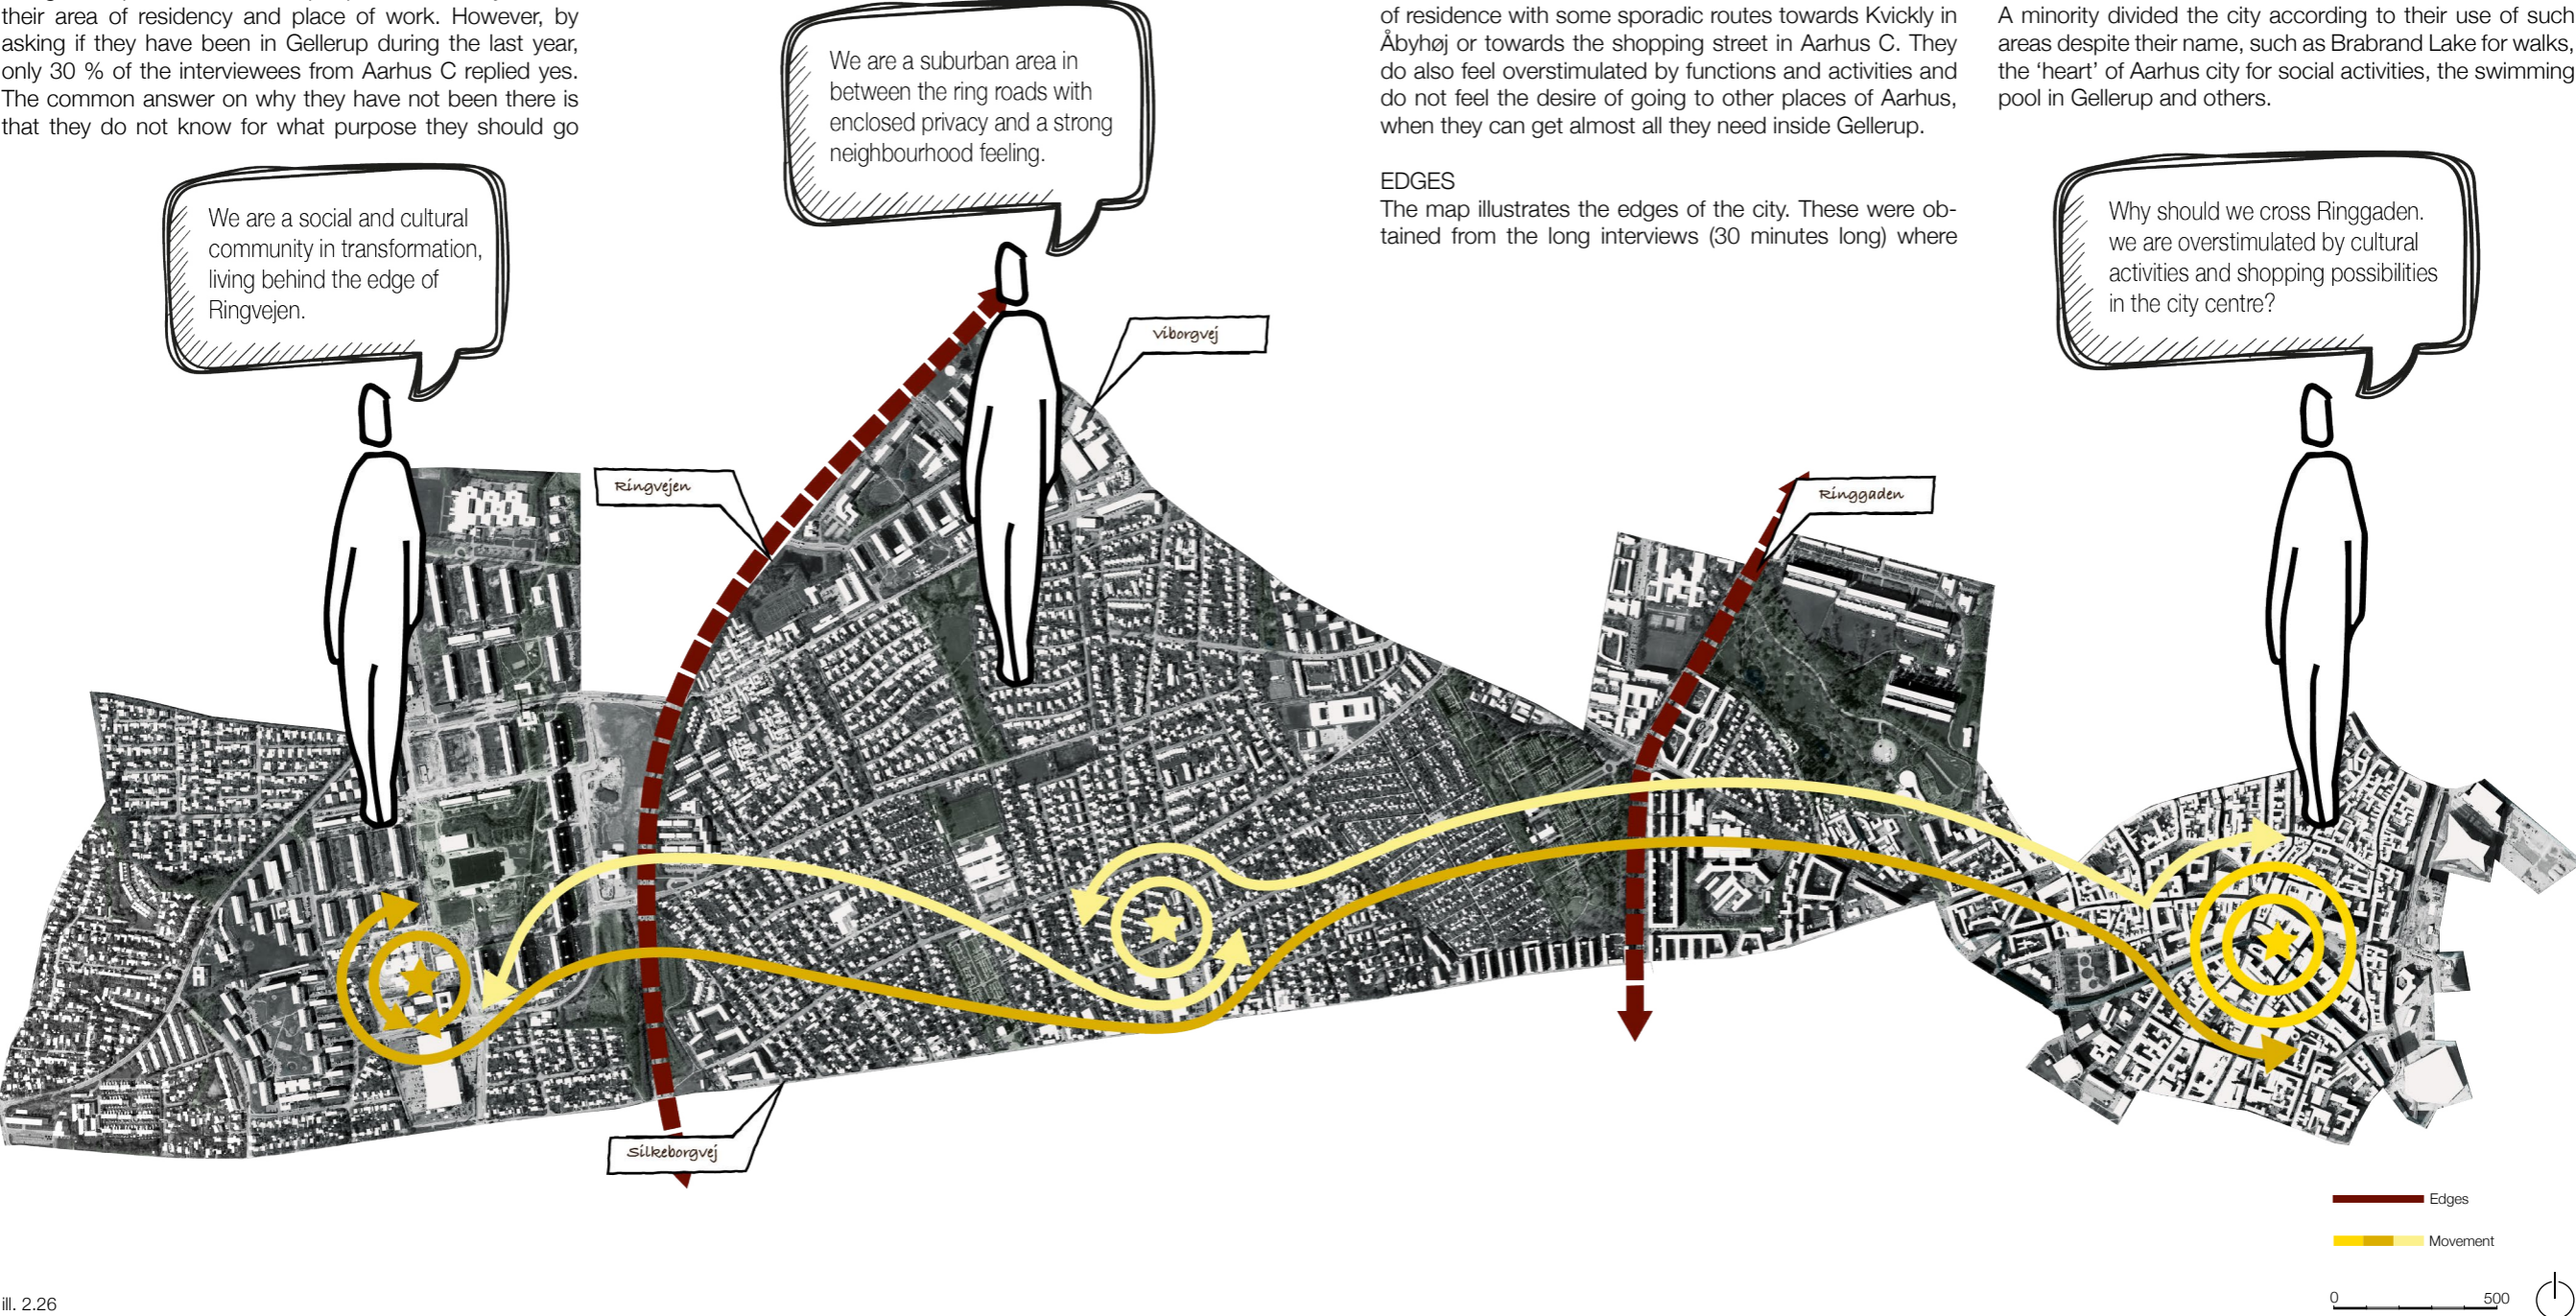 their area of residency and place of work. However, by
asking if they have been in Gellerup during the last year,
only 30 % of the interviewees from Aarhus C replied yes.
The common answer on why they have not been there is
that they do not know for what purpose they should go
of residence with some sporadic routes towards Kvickly in
Åbyhøj or towards the shopping street in Aarhus C. They
do also feel overstimulated by functions and activities and
do not feel the desire of going to other places of Aarhus,
when they can get almost all they need inside Gellerup.
EDGES
The map illustrates the edges of the city. These were ob-
tained from the long interviews (30 minutes long) where
A minority divided the city according to their use of such
areas despite their name, such as Brabrand Lake for walks,
the ‘heart’ of Aarhus city for social activities, the swimming
pool in Gellerup and others.
We are a social and cultural
community in transformation,
living behind the edge of
Ringvejen.
We are a suburban area in
between the ring roads with
enclosed privacy and a strong
neighbourhood feeling.
Why should we cross Ringgaden.
we are overstimulated by cultural
activities and shopping possibilities
in the city centre?
Viborgvej
Ringvejen
Ringgaden
Silkeborgvej
Edges
Movement
0 500
ill. 2.26